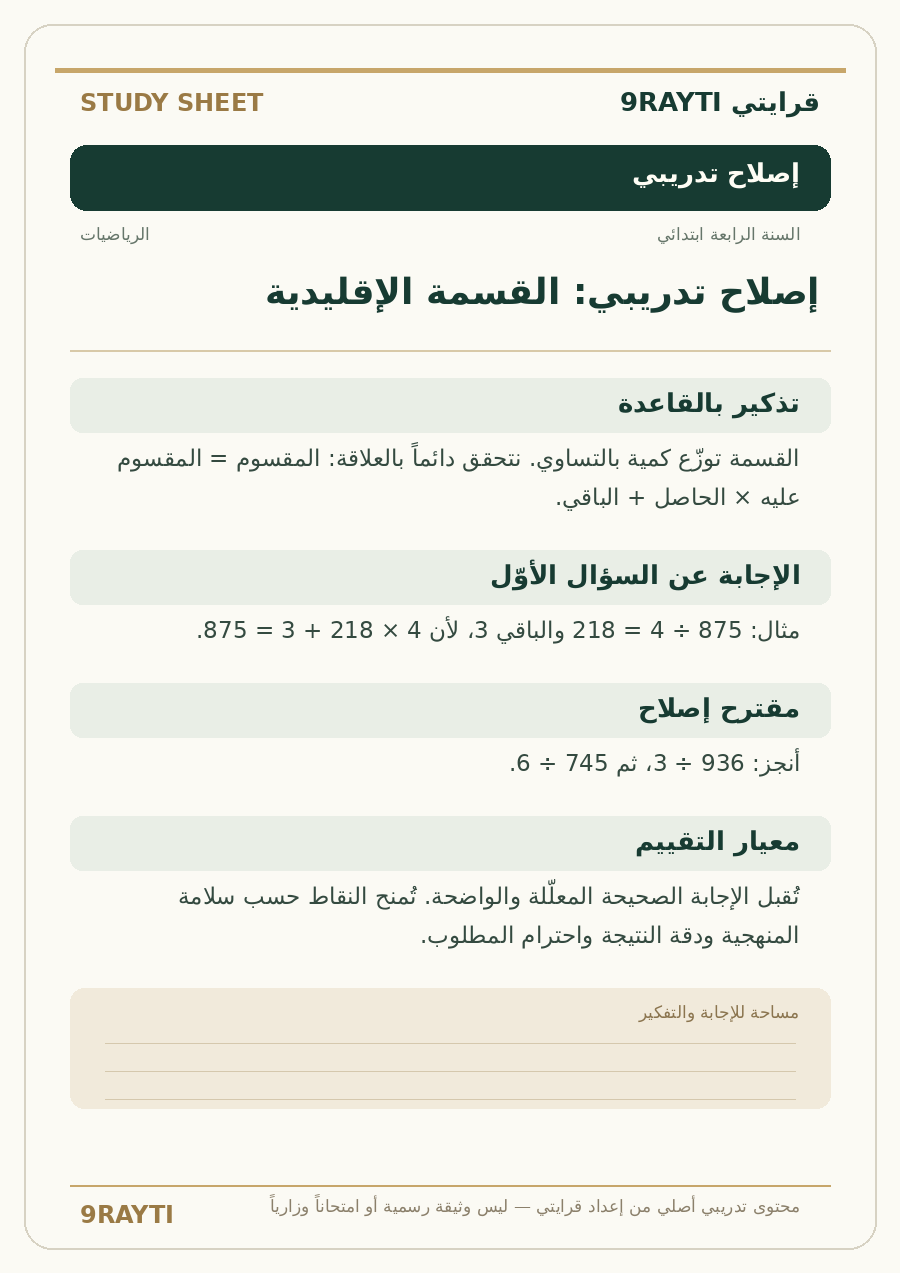 قرايتي 9RAYTI
STUDY SHEET
إصلاح تدريبي
السنة الرابعة ابتدائي
الرياضيات
إصلاح تدريبي: القسمة الإقليدية
تذكير بالقاعدة
القسمة توزّع كمية بالتساوي. نتحقق دائماً بالعلاقة: المقسوم = المقسوم
عليه × الحاصل + الباقي.
الإجابة عن السؤال الأوّل
مثال: 875 ÷ 4 = 218 والباقي 3، لأن 4 × 218 + 3 = 875.
مقترح إصلاح
أنجز: 936 ÷ 3، ثم 745 ÷ 6.
معيار التقييم
تُقبل الإجابة الصحيحة المعلّلة والواضحة. تُمنح النقاط حسب سلامة
المنهجية ودقة النتيجة واحترام المطلوب.
مساحة للإجابة والتفكير
محتوى تدريبي أصلي من إعداد قرايتي — ليس وثيقة رسمية أو امتحاناً وزارياً
9RAYTI